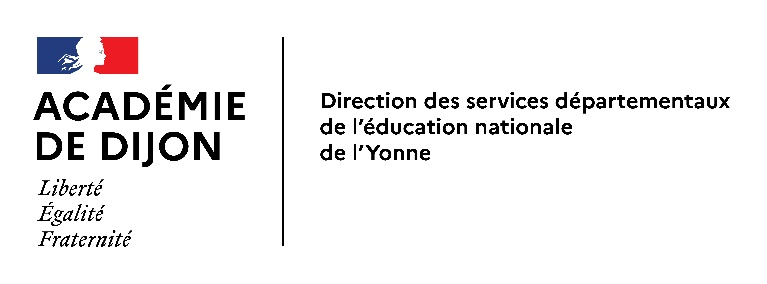 ACADÉMIE
DE DIJON
Liberté
Égalité
Fraternité
Direction des services départementaux
de l'éducation nationale
de l'Yonne